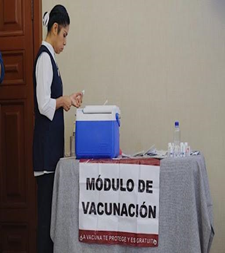 MÓDULO DE
VACUNACIÓN
LA VACUNA TE PROTEGE Y ES GRATUITA